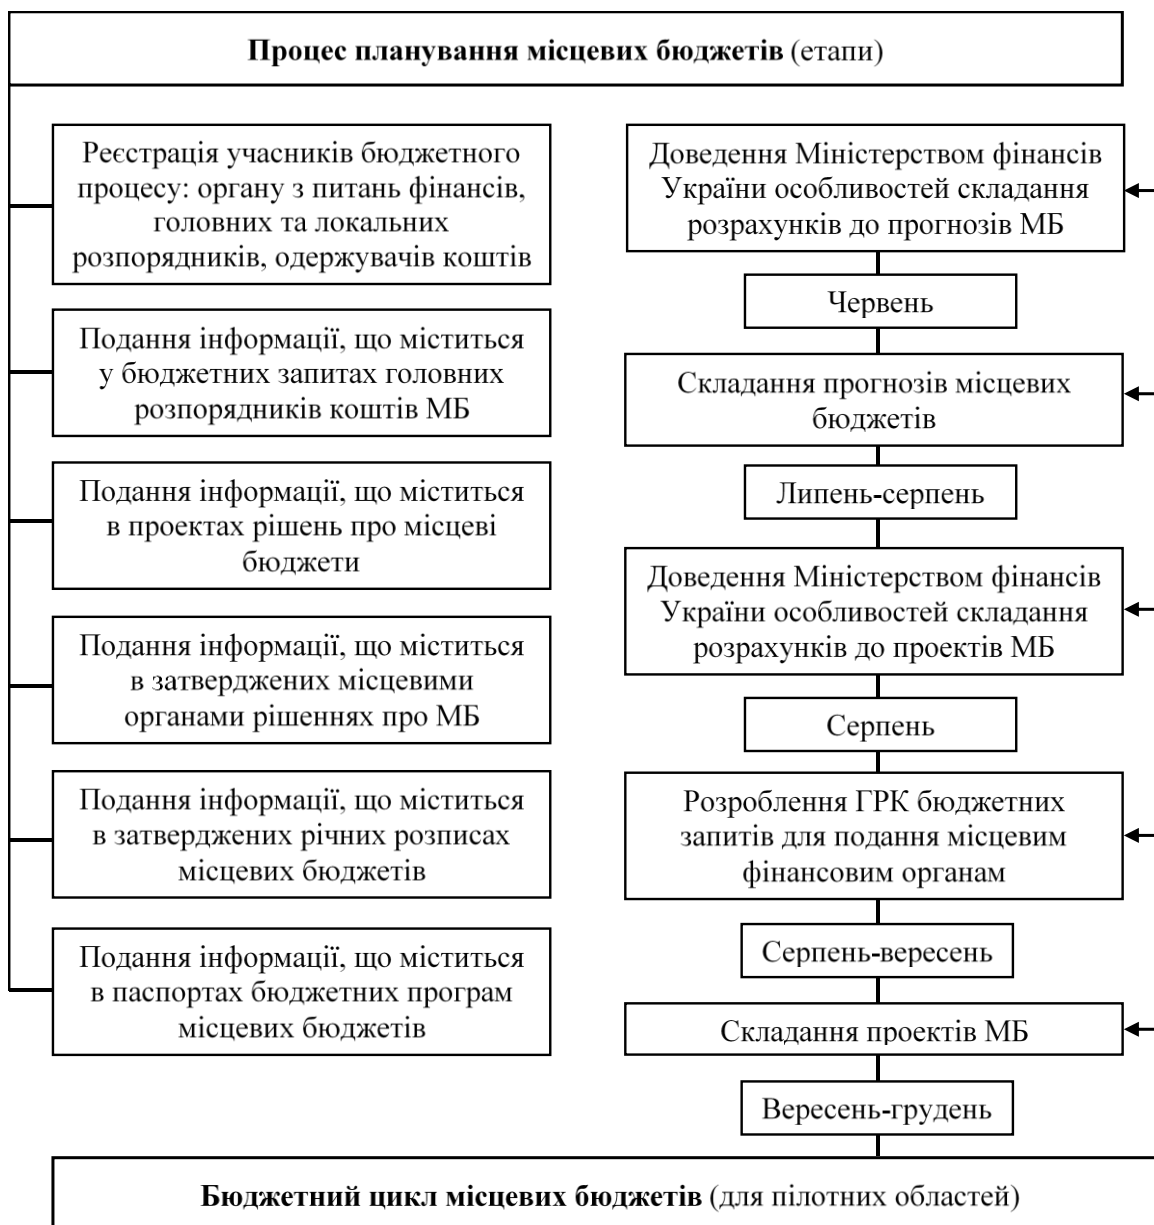 Процес планування місцевих бюджетів (етапи)
Реєстрація учасників бюджетного
процесу: органу з питань фінансів,
головних та локальних
розпорядників, одержувачів коштів
Подання інформації, що міститься
у бюджетних запитах головних
розпорядників коштів МБ
Подання інформації, що міститься
в проектах рішень про місцеві
бюджети
Подання інформації, що міститься
в затверджених місцевими
органами рішеннях про МБ
Подання інформації, що міститься
в затверджених річних розписах
місцевих бюджетів
Подання інформації, що міститься
в паспортах бюджетних програм
місцевих бюджетів
Доведення Міністерством фінансів
України особливостей складання
розрахунків до прогнозів МБ
Червень
Складання прогнозів місцевих
бюджетів
Липень-серпень
Доведення Міністерством фінансів
України особливостей складання
розрахунків до проектів МБ
Серпень
Розроблення ГРК бюджетних
запитів для подання місцевим
фінансовим органам
Серпень-вересень
Складання проектів МБ
Вересень-грудень
Бюджетний цикл місцевих бюджетів (для пілотних областей)